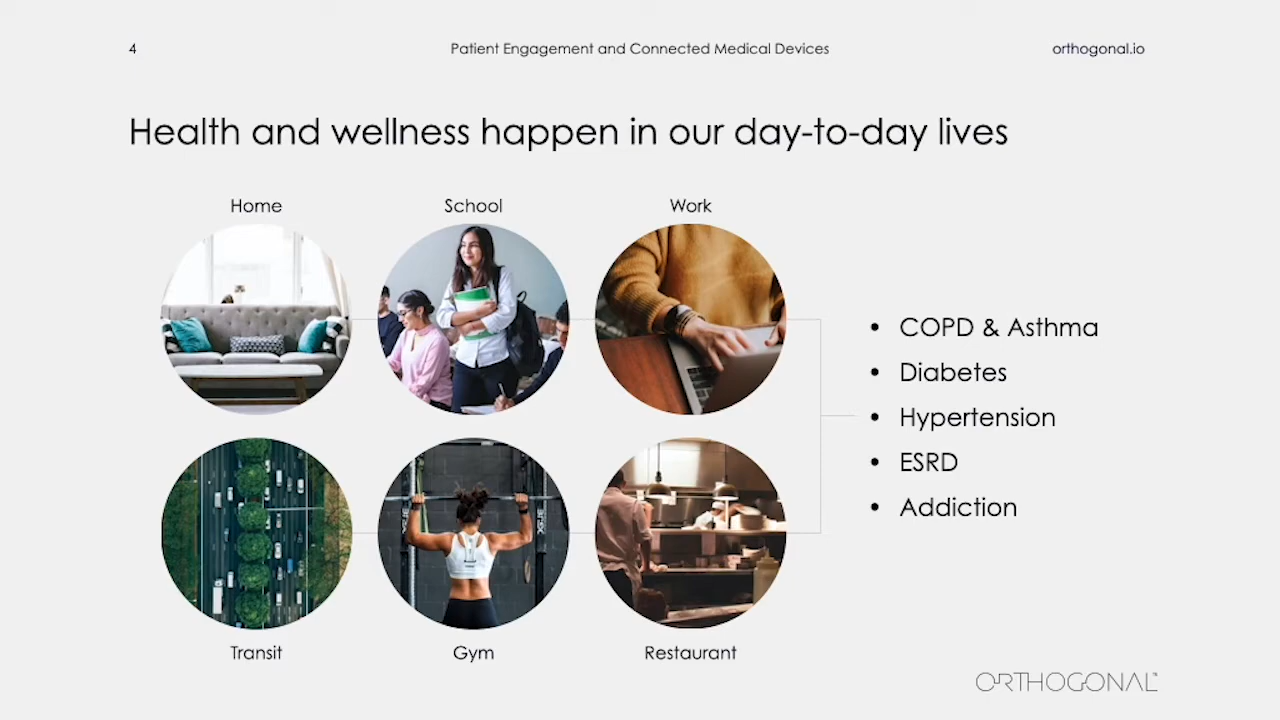 4
Patient Engagement and Connected Medical Devices
orthogonal.io
Health and wellness happen in our day-to-day lives
Home
School
Work
Transit
Gym
Restaurant
• COPD & Asthma
• Diabetes
• Hypertension
• ESRD
• Addiction
ORTHOGONAL™